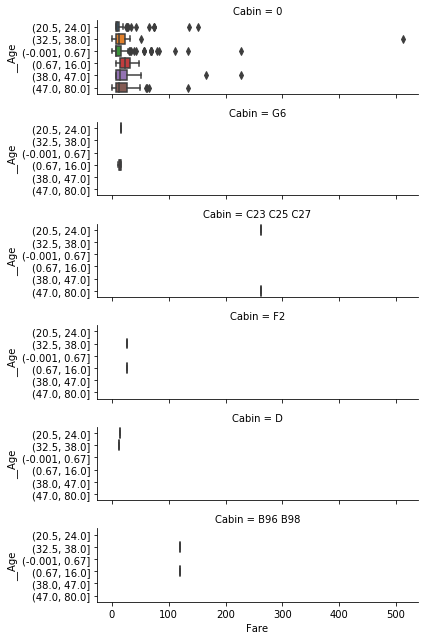 Cabin = 0
__Age
(20.5, 24.0]
(32.5, 38.0]
(-0.001, 0.67]
(0.67, 16.0]
(38.0, 47.0]
(47.0, 80.0]
Cabin = G6
__Age
(20.5, 24.0]
(32.5, 38.0]
(-0.001, 0.67]
(0.67, 16.0]
(38.0, 47.0]
(47.0, 80.0]
Cabin = C23 C25 C27
__Age
(20.5, 24.0]
(32.5, 38.0]
(-0.001, 0.67]
(0.67, 16.0]
(38.0, 47.0]
(47.0, 80.0]
Cabin = F2
__Age
(20.5, 24.0]
(32.5, 38.0]
(-0.001, 0.67]
(0.67, 16.0]
(38.0, 47.0]
(47.0, 80.0]
Cabin = D
__Age
(20.5, 24.0]
(32.5, 38.0]
(-0.001, 0.67]
(0.67, 16.0]
(38.0, 47.0]
(47.0, 80.0]
Cabin = B96 B98
__Age
(20.5, 24.0]
(32.5, 38.0]
(-0.001, 0.67]
(0.67, 16.0]
(38.0, 47.0]
(47.0, 80.0]
0 100 200 300 400 500
Fare